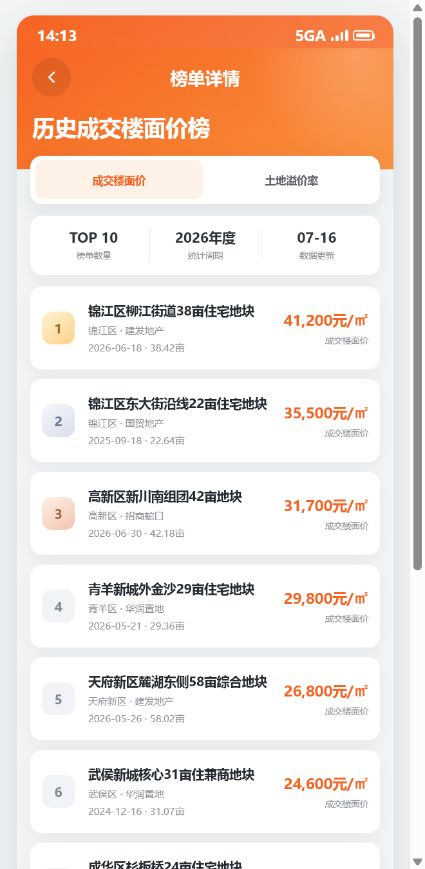 14:13 5GA
榜单详情
历史成交楼面价榜
成交楼面价 土地溢价率
TOP 10 2026年度 07-16
榜单数量 统计周期 数据更新
1
锦江区柳江街道38亩住宅地块
锦江区 · 建发地产
2026-06-18 · 38.42亩
41,200元/㎡
成交楼面价
2
锦江区东大街沿线22亩住宅地块
锦江区 · 国贸地产
2025-09-18 · 22.64亩
35,500元/㎡
成交楼面价
3
高新区新川南组团42亩地块
高新区 · 招商蛇口
2026-06-30 · 42.18亩
31,700元/㎡
成交楼面价
4
青羊新城外金沙29亩住宅地块
青羊区 · 华润置地
2026-05-21 · 29.36亩
29,800元/㎡
成交楼面价
5
天府新区麓湖东侧58亩综合地块
天府新区 · 建发地产
2026-05-26 · 58.02亩
26,800元/㎡
成交楼面价
6
武侯新城核心31亩住兼商地块
武侯区 · 华润置地
2024-12-16 · 31.07亩
24,600元/㎡
成交楼面价
成华区杉板桥24亩住宅地块